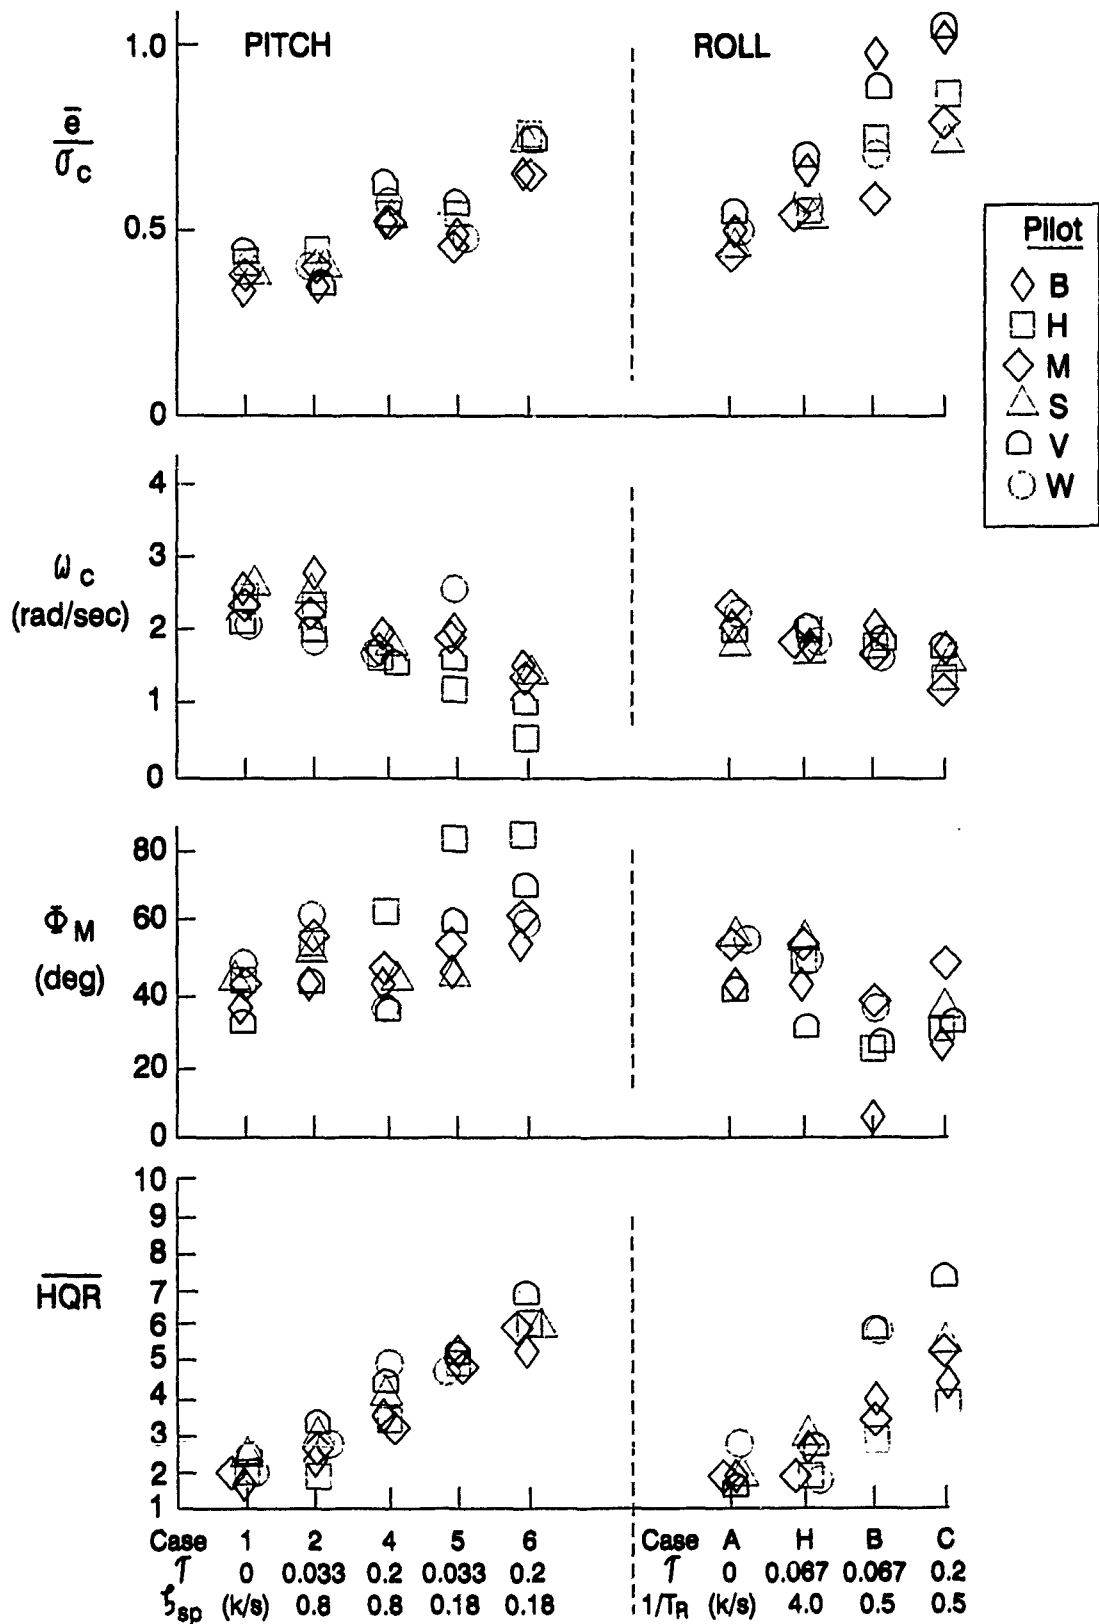 PITCH
ROLL
1.0
0.5
0
ē
σC
Pilot
B
H
M
S
V
W
4
3
2
1
0
ωC
(rad/sec)
80
60
40
20
0
ΦM
(deg)
10
9
8
7
6
5
4
3
2
1
HQR
Case 1 2 4 5 6 Case A H B C
τ 0 0.033 0.2 0.033 0.2 τ 0 0.067 0.067 0.2
ζsp (k/s) 0.8 0.8 0.18 0.18 1/TR (k/s) 4.0 0.5 0.5